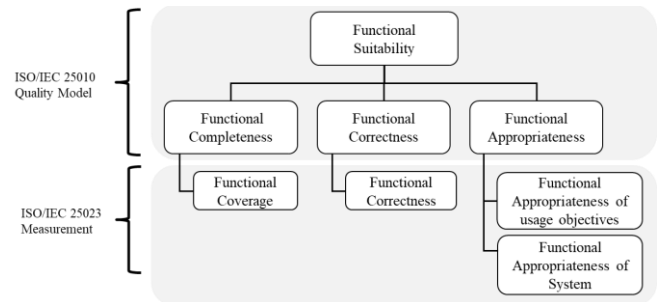 Functional
Suitability
ISO/IEC 25010
Quality Model
Functional
Completeness
Functional
Correctness
Functional
Appropriateness
ISO/IEC 25023
Measurement
Functional
Coverage
Functional
Correctness
Functional
Appropriateness of
usage objectives
Functional
Appropriateness of
System